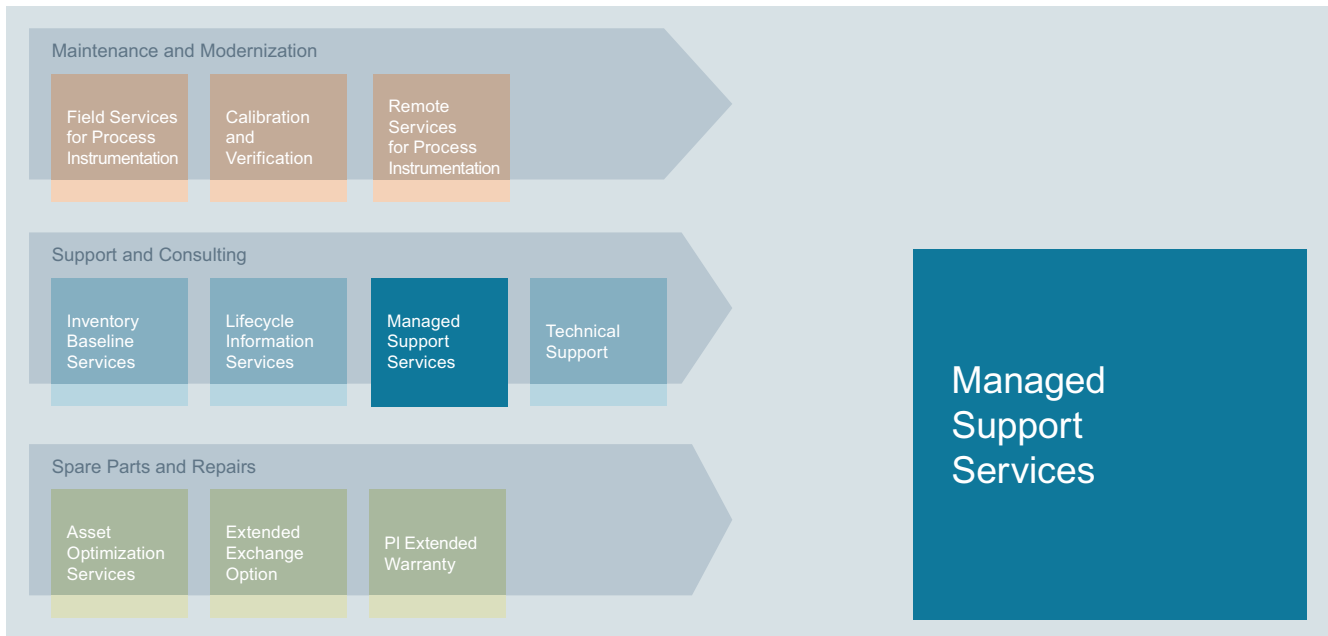 Maintenance and Modernization
Field Services
for Process
Instrumentation
Calibration
and
Verification
Remote
Services
for Process
Instrumentation
Support and Consulting
Inventory
Baseline
Services
Lifecycle
Information
Services
Managed
Support
Services
Technical
Support
Spare Parts and Repairs
Asset
Optimization
Services
Extended
Exchange
Option
PI Extended
Warranty
Managed
Support
Services